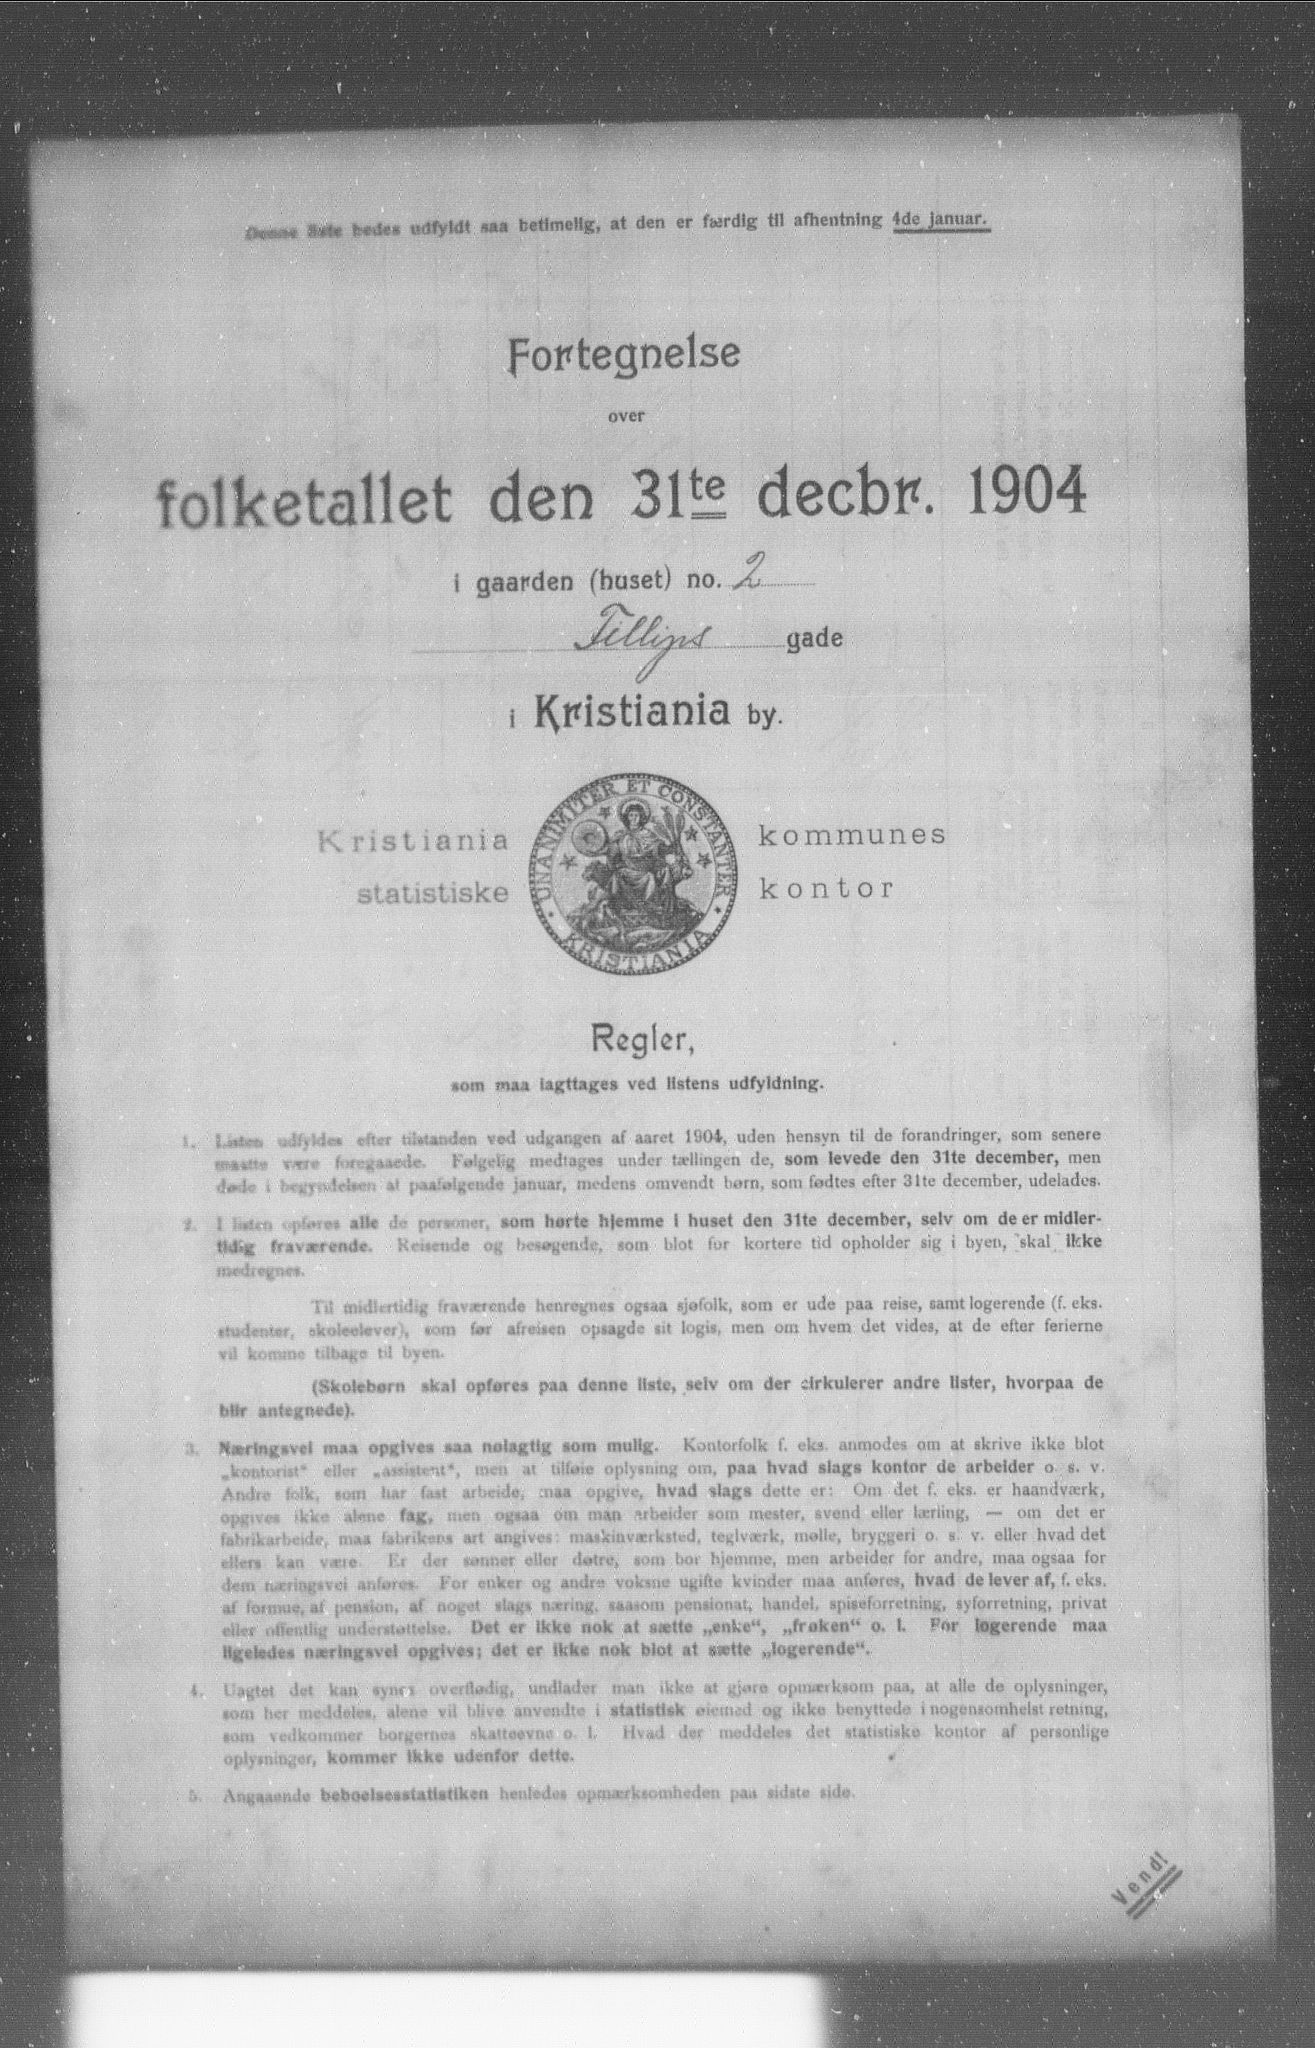 Denne liste bedes udfyldt saa betimelig, at den er færdig til afhentning 4de januar.
Fortegnelse
over
folketallet den 31te decbr. 1904
i gaarden (huset) no. 2
Fillips gade
i Kristiania by.
Kristiania kommunes
statistiske kontor
UNANIMITER ET CONSTANTER
KRISTIANIA
Regler,
som maa iagttages ved listens udfyldning.
1. Listen udfyldes efter tilstanden ved udgangen af aaret 1904, uden hensyn til de forandringer, som senere
maatte være foregaaede. Følgelig medtages under tællingen de, som levede den 31te december, men
døde i begyndelsen af paafølgende januar, medens omvendt børn, som fødtes efter 31te december, udelades.
2. I listen opføres alle de personer, som hørte hjemme i huset den 31te december, selv om de er midler-
tidig fraværende. Reisende og besøgende, som blot for kortere tid opholder sig i byen, skal ikke
medregnes.
Til midlertidig fraværende henregnes ogsaa sjøfolk, som er ude paa reise, samt logerende (f. eks.
studenter, skoleelever), som før afreisen opsagde sit logis, men om hvem det vides, at de efter ferierne
vil komme tilbage til byen.
(Skolebørn skal opføres paa denne liste, selv om der cirkulerer andre lister, hvorpaa de
blir antegnede).
3. Næringsvei maa opgives saa nøiagtig som mulig. Kontorfolk f. eks. anmodes om at skrive ikke blot
„kontorist“ eller „assistent“, men at tilføie oplysning om, paa hvad slags kontor de arbeider o. s. v.
Andre folk, som har fast arbeide, maa opgive, hvad slags dette er: Om det f. eks. er haandværk,
opgives ikke alene fag, men ogsaa om man arbeider som mester, svend eller lærling, — om det er
fabrikarbeide, maa fabrikens art angives: maskinværksted, teglværk, mølle, bryggeri o. s. v. eller hvad det
ellers kan være. Er der sønner eller døtre, som bor hjemme, men arbeider for andre, maa ogsaa for
dem næringsvei anføres. For enker og andre voksne ugifte kvinder maa anføres, hvad de lever af, f. eks.
af formue, af pension, af noget slags næring, saasom pensionat, handel, spiseforretning, syforretning, privat
eller offentlig understøttelse. Det er ikke nok at sætte „enke“, „frøken“ o. l. For logerende maa
ligeledes næringsvei opgives; det er ikke nok blot at sætte „logerende“.
4. Uagtet det kan synes overflødig, undlader man ikke at gjøre opmærksom paa, at alle de oplysninger,
som her meddeles, alene vil blive anvendte i statistisk øiemed og ikke benyttede i nogensomhelst retning,
som vedkommer borgernes skatteevne o. l. Hvad der meddeles det statistiske kontor af personlige
oplysninger, kommer ikke udenfor dette.
5. Angaaende beboelsesstatistiken henledes opmærksomheden paa sidste side.
Vend!